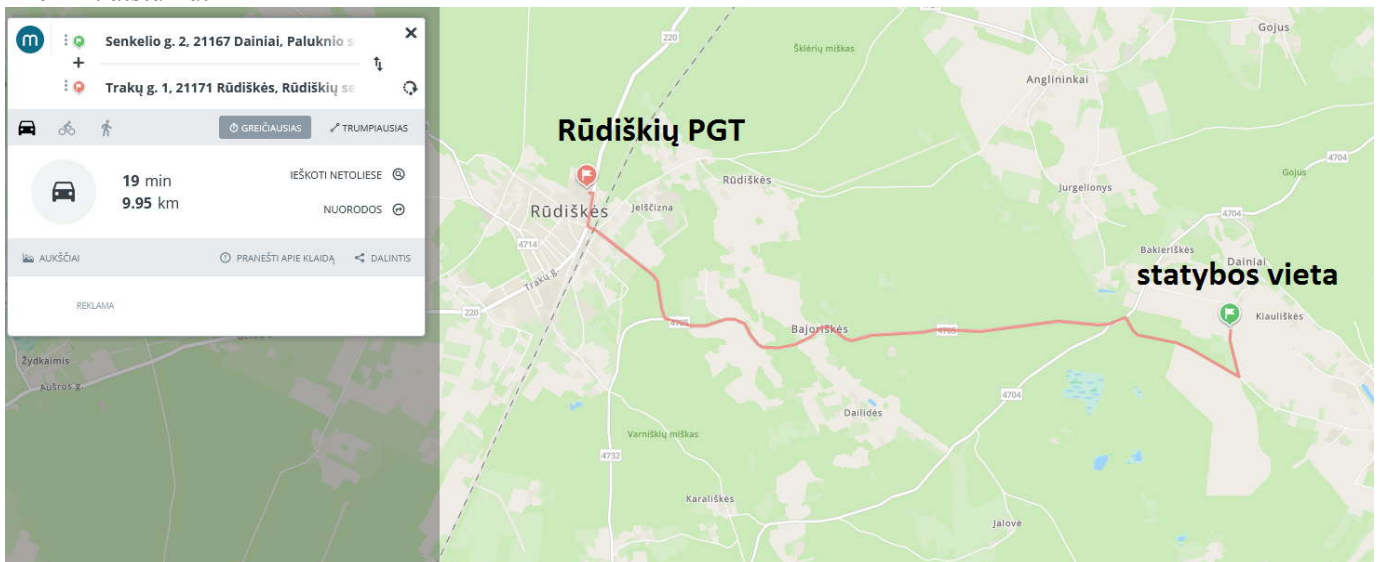 m
Senkelio g. 2, 21167 Dainiai, Paluknio s
Trakų g. 1, 21171 Rūdiškės, Rūdiškių se
GREIČIAUSIAS
TRUMPIAUSIAS
19 min
9.95 km
IEŠKOTI NETOLIESE
NUORODOS
AUKŠČIAI
PRANEŠTI APIE KLAIDĄ
DALINTIS
REKLAMA
Žydkaimis
Aušros g.
220
Šklėrių miškas
Gojus
Anglininkai
Rūdiškių PGT
4704
Gojus
Rūdiškės
Jurgelionys
Rūdiškės
Jelščizna
4704
4714
Bakieriškės
Dainiai
statybos vieta
Trakų g.
220
4705
Bajoriškės
4705
Klauliškės
4704
Dailidės
Varniškių miškas
4732
Karališkės
Jalovė